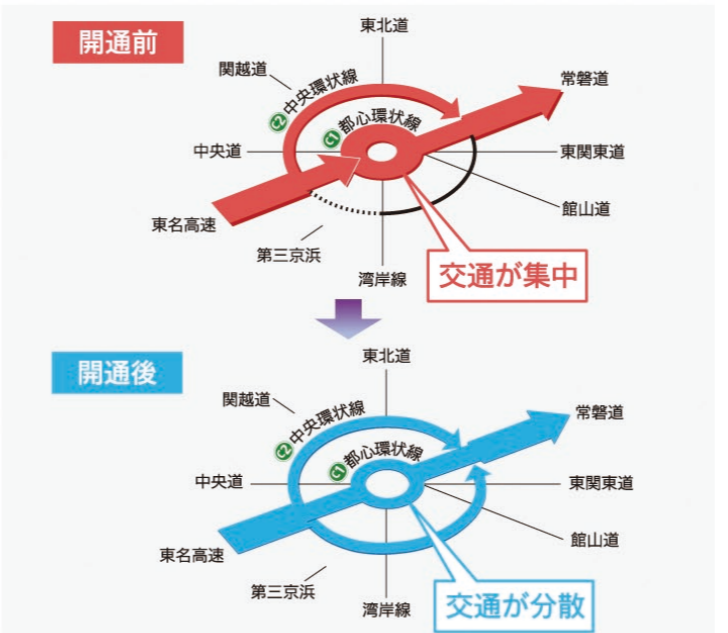 開通前
東北道
関越道
常磐道
C2 中央環状線
C1 都心環状線
中央道
東関東道
館山道
東名高速
第三京浜
湾岸線
交通が集中
開通後
東北道
関越道
常磐道
C2 中央環状線
C1 都心環状線
中央道
東関東道
館山道
東名高速
第三京浜
湾岸線
交通が分散